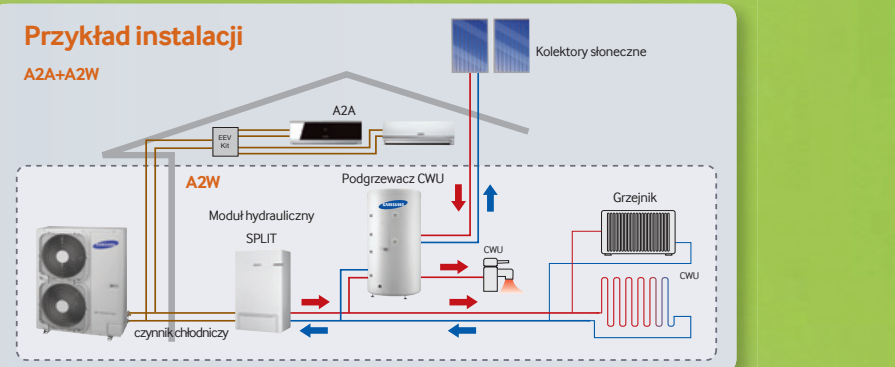 Przykład instalacji
A2A+A2W
Kolektory słoneczne
A2A
EEV
Kit
A2W
Podgrzewacz CWU
SAMSUNG
Grzejnik
Moduł hydrauliczny
SPLIT
CWU
CWU
czynnik chłodniczy